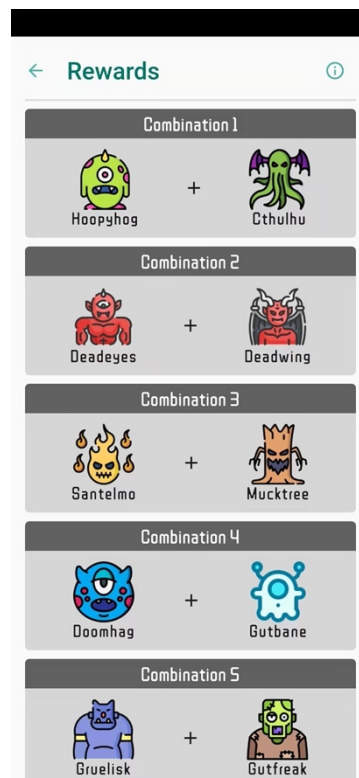 Rewards
Combination 1
Hoopyhog + Cthulhu
Combination 2
Deadeyes + Deadwing
Combination 3
Santelmo + Mucktree
Combination 4
Doomhag + Gutbane
Combination 5
Gruelisk + Gutfreak